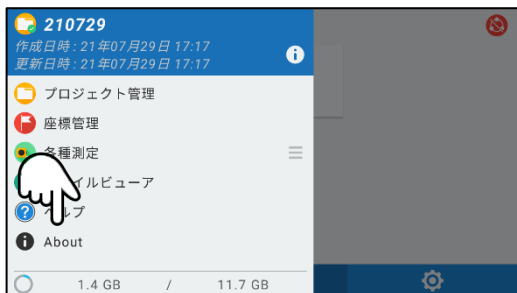 210729
作成日時 : 21年07月29日 17:17
更新日時 : 21年07月29日 17:17
プロジェクト管理
座標管理
各種測定
イルビューア
ルプ
About
1.4 GB / 11.7 GB